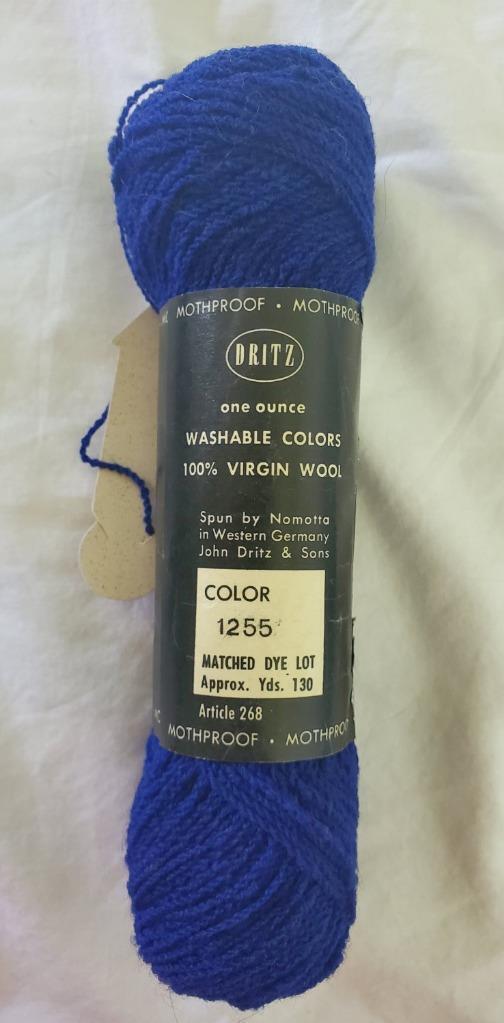 MOTHPROOF • MOTHPROOF
DRITZ
one ounce
WASHABLE COLORS
100% VIRGIN WOOL
Spun by Nomotta
in Western Germany
John Dritz & Sons
COLOR
1255
MATCHED DYE LOT
Approx. Yds. 130
Article 268
MOTHPROOF • MOTHPRO